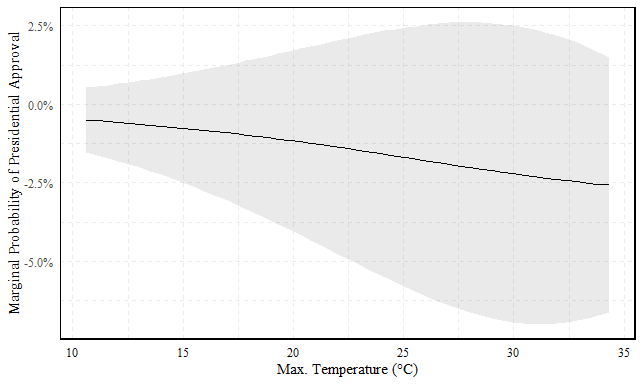 Marginal Probability of Presidential Approval
2.5%
0.0%
-2.5%
-5.0%
10 15 20 25 30 35
Max. Temperature (°C)